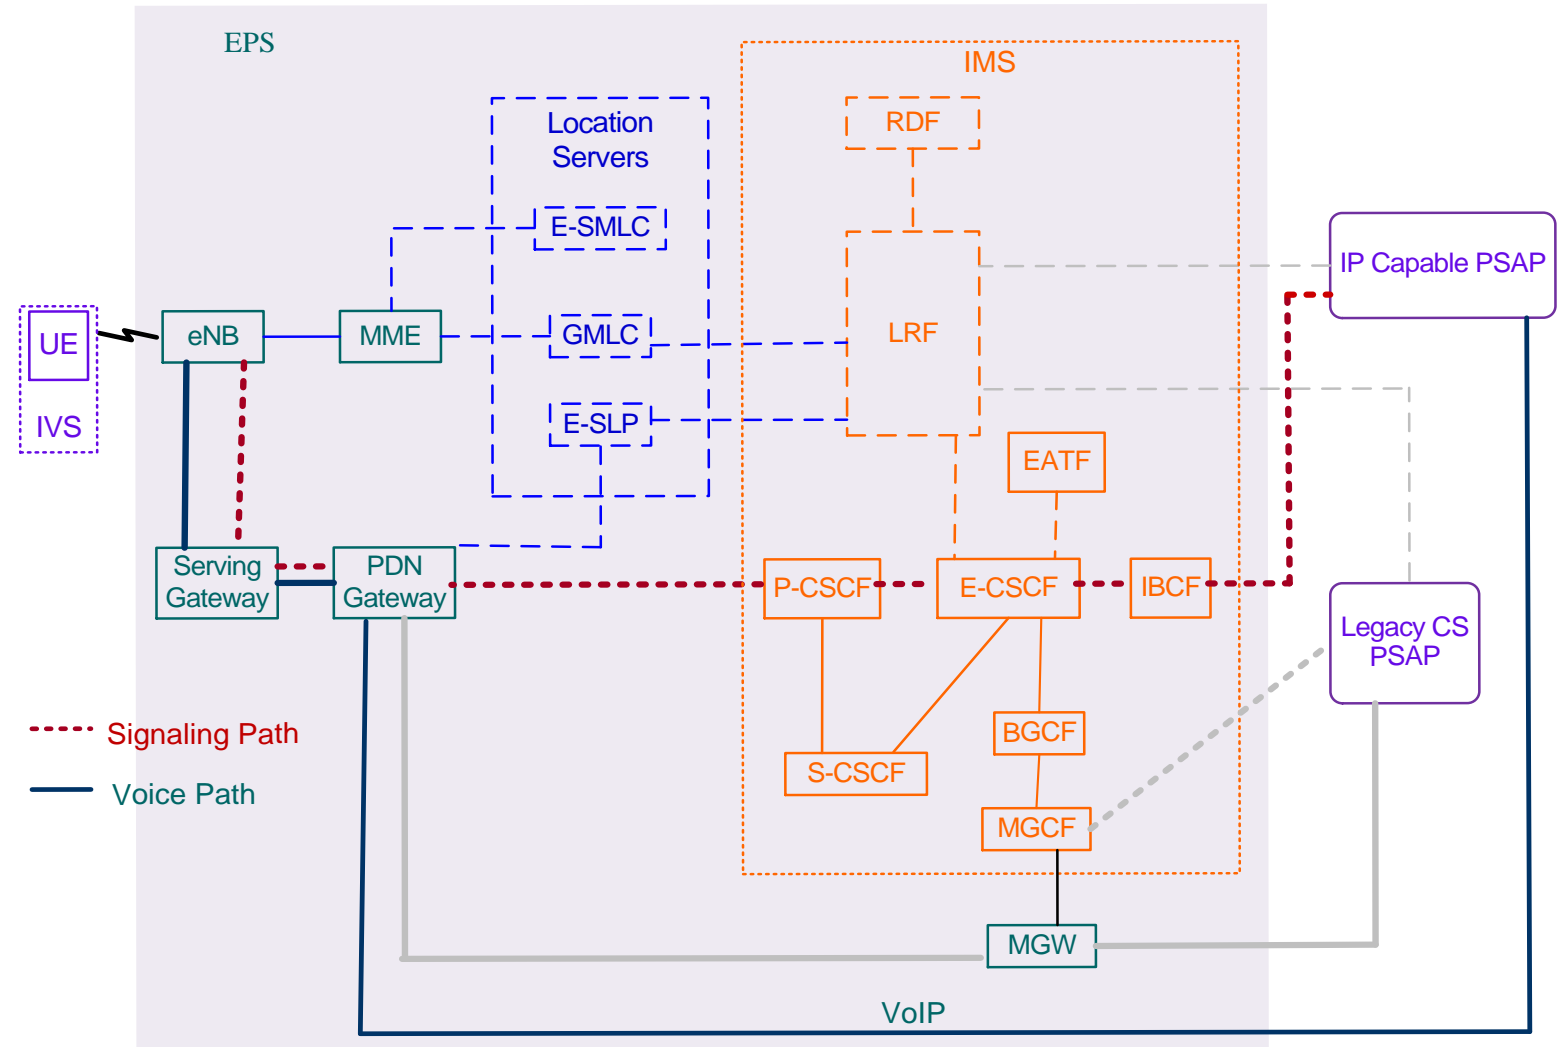 EPS
IMS
Location
Servers
RDF
E-SMLC
IP Capable PSAP
UE
eNB
MME
GMLC
LRF
IVS
E-SLP
EATF
Serving
Gateway
PDN
Gateway
P-CSCF
E-CSCF
IBCF
Legacy CS
PSAP
Signaling Path
BGCF
S-CSCF
Voice Path
MGCF
MGW
VoIP